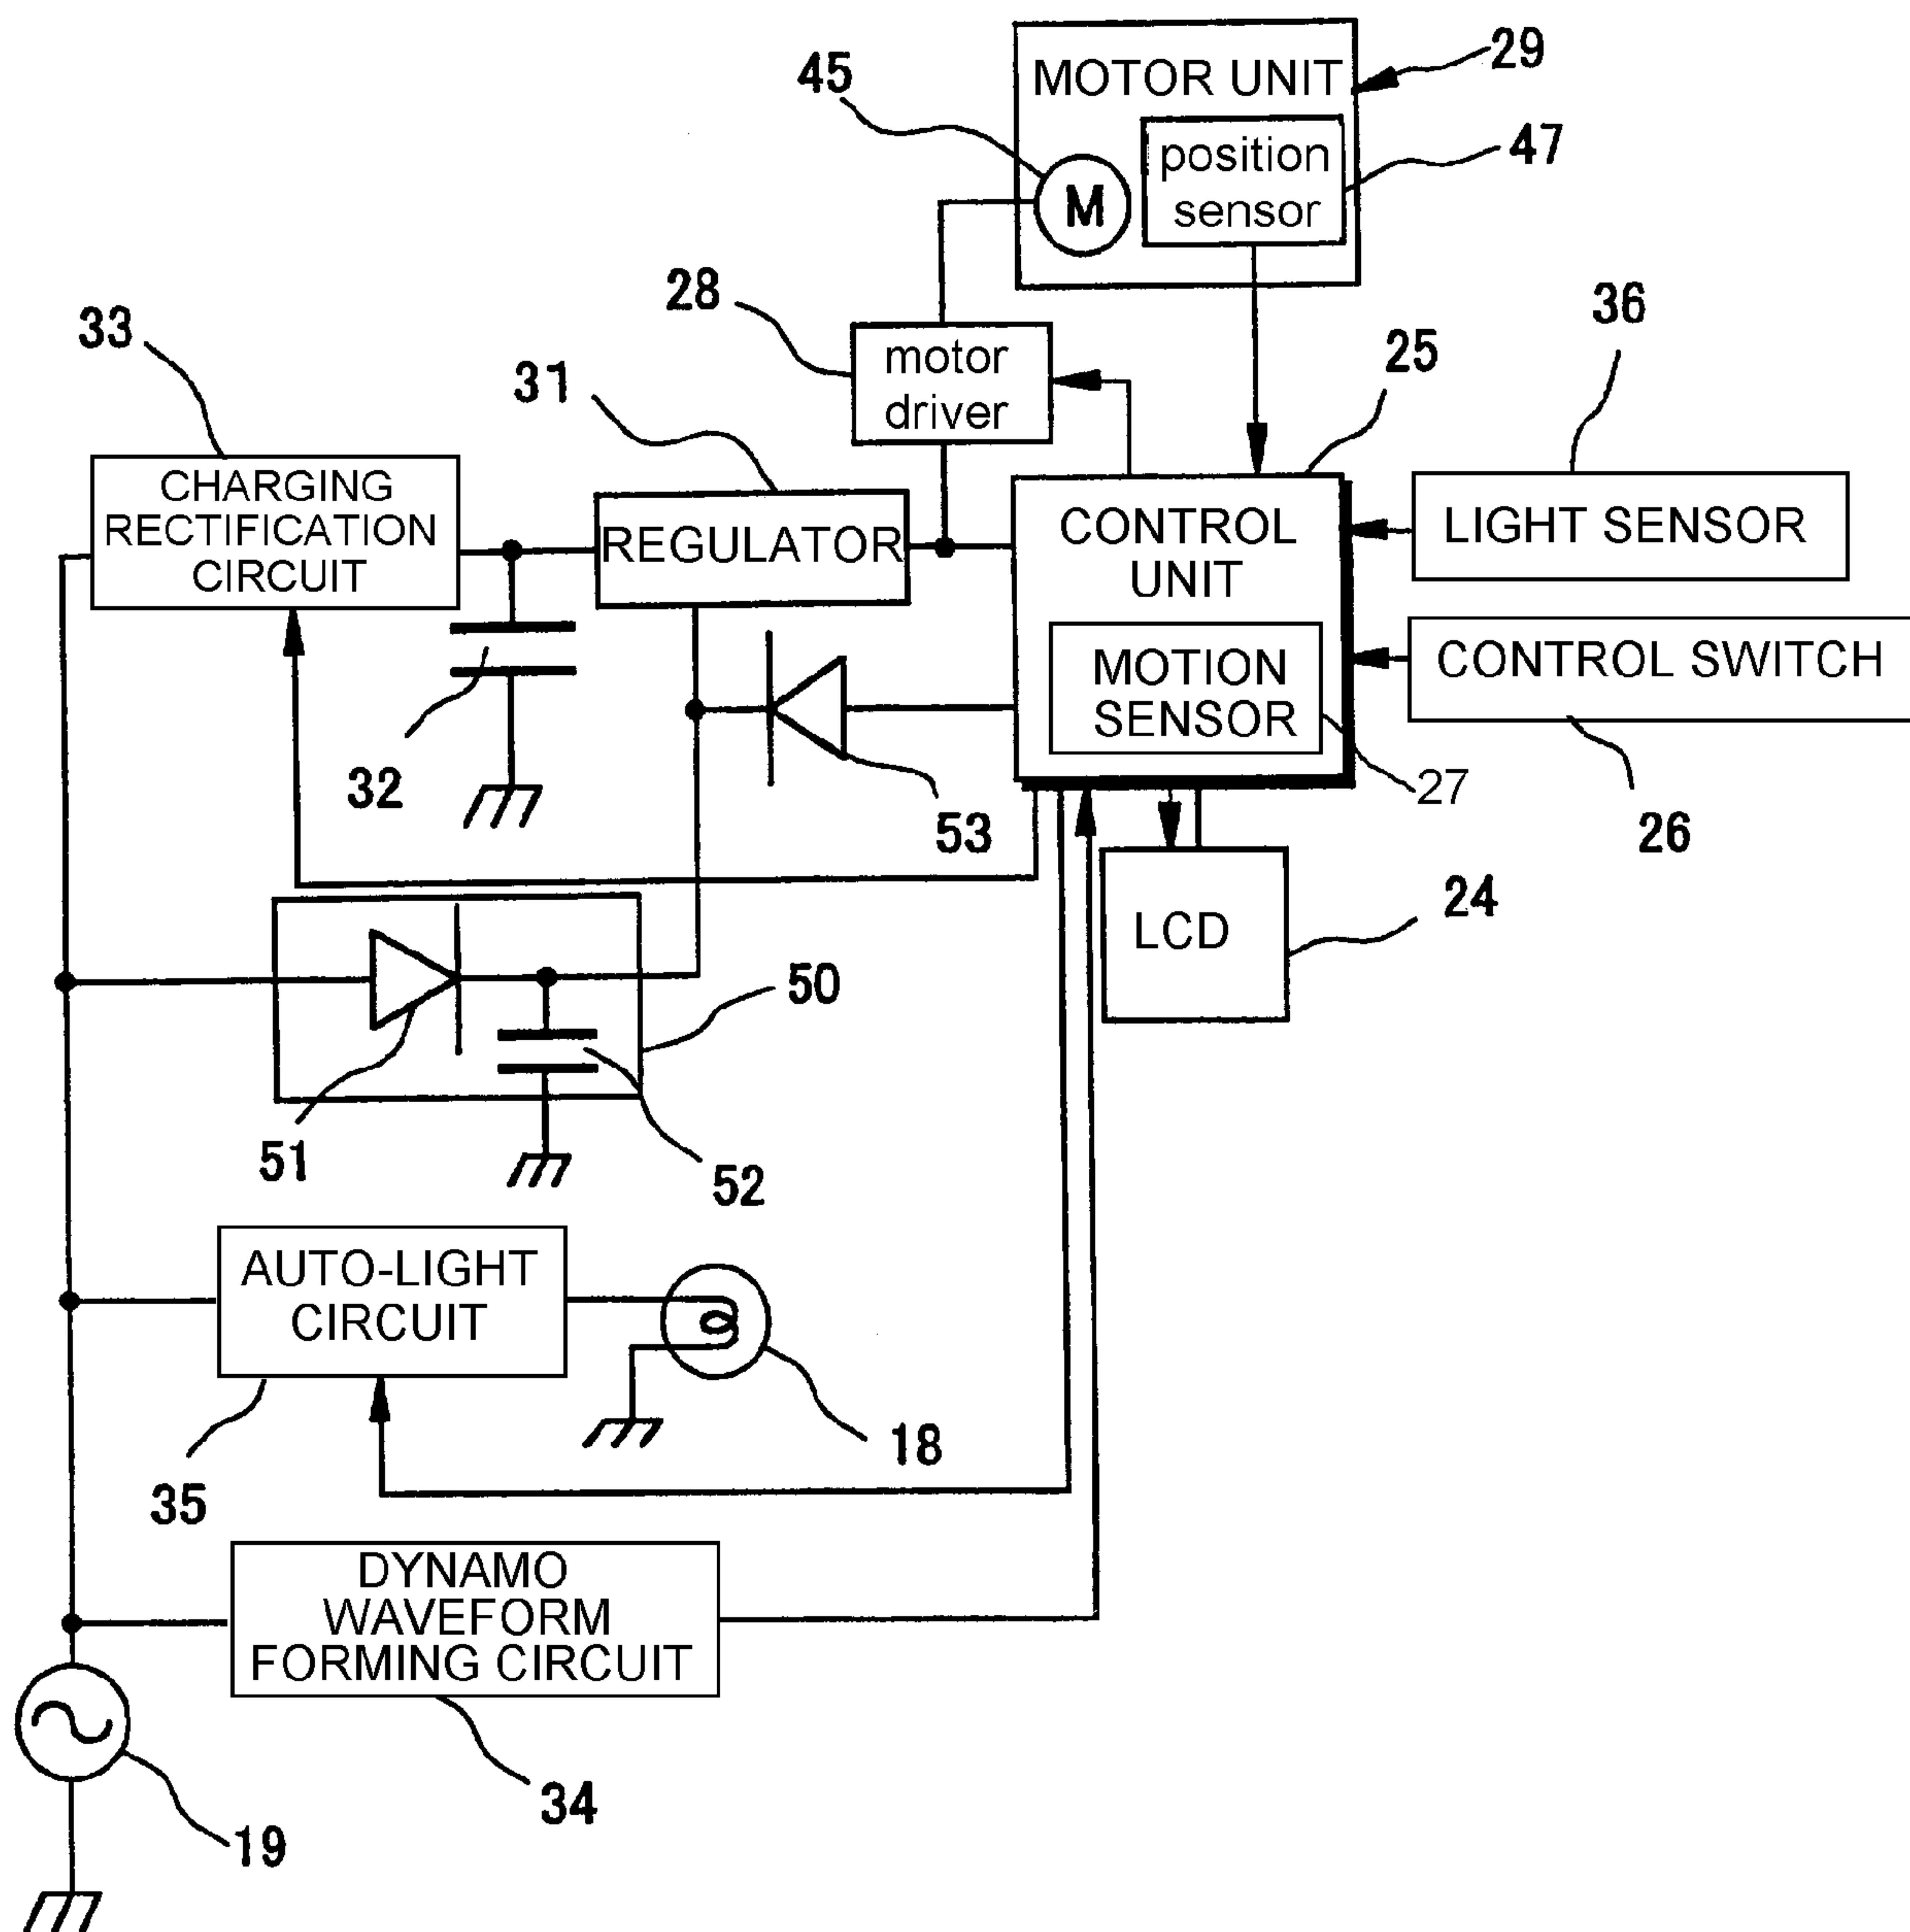 29
45
MOTOR UNIT
47
position
sensor
M
28
36
33
motor
driver
25
31
CHARGING
RECTIFICATION
CIRCUIT
REGULATOR
CONTROL
UNIT
LIGHT SENSOR
MOTION
SENSOR
CONTROL SWITCH
32
27
53
26
LCD
24
50
51
52
AUTO-LIGHT
CIRCUIT
18
35
DYNAMO
WAVEFORM
FORMING CIRCUIT
34
19